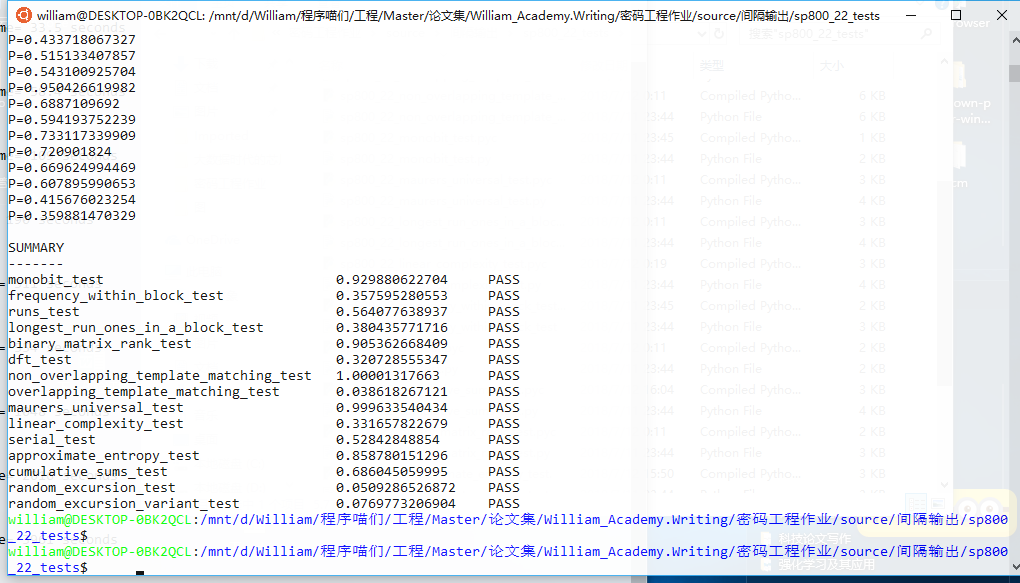 william@DESKTOP-0BK2QCL: /mnt/d/William/程序喵们/工程/Master/论文集/William_Academy.Writing/密码工程作业/source/间隔输出/sp800_22_tests
P=0.433718067327
P=0.515133407857
P=0.543100925704
P=0.950426619982
P=0.6887109692
P=0.594193752239
P=0.733117339909
P=0.720901824
P=0.669624994469
P=0.607895990653
P=0.415676023254
P=0.359881470329
SUMMARY
-------
monobit_test 0.929880622704 PASS
frequency_within_block_test 0.357595280553 PASS
runs_test 0.564077638937 PASS
longest_run_ones_in_a_block_test 0.380435771716 PASS
binary_matrix_rank_test 0.905362668409 PASS
dft_test 0.320728555347 PASS
non_overlapping_template_matching_test 1.00001317663 PASS
overlapping_template_matching_test 0.038618267121 PASS
maurers_universal_test 0.999633540434 PASS
linear_complexity_test 0.331657822679 PASS
serial_test 0.52842848854 PASS
approximate_entropy_test 0.858780151296 PASS
cumulative_sums_test 0.686045059995 PASS
random_excursion_test 0.0509286526872 PASS
random_excursion_variant_test 0.0769773206904 PASS
william@DESKTOP-0BK2QCL:/mnt/d/William/程序喵们/工程/Master/论文集/William_Academy.Writing/密码工程作业/source/间隔输出/sp800
_22_tests$
william@DESKTOP-0BK2QCL:/mnt/d/William/程序喵们/工程/Master/论文集/William_Academy.Writing/密码工程作业/source/间隔输出/sp800
_22_tests$